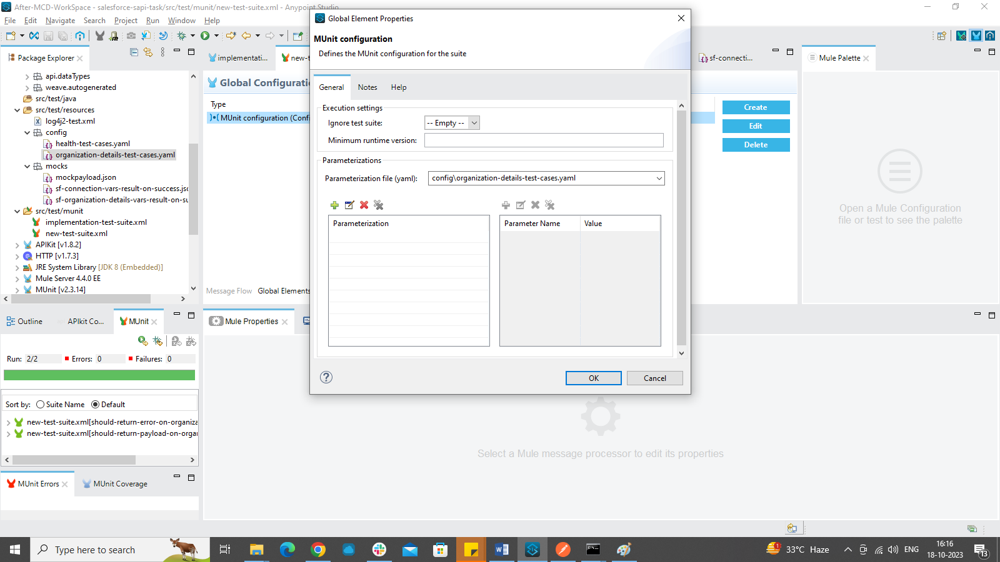 After-MCD-WorkSpace - salesforce-sapi-task/src/test/munit/new-test-suite.xml - Anypoint Studio
File Edit Navigate Search Project Run Window Help
Package Explorer
api.dataTypes
weave.autogenerated
src/test/java
src/test/resources
log4j2-test.xml
config
health-test-cases.yaml
organization-details-test-cases.yaml
mocks
mockpayload.json
sf-connection-vars-result-on-success.jsc
sf-organization-details-vars-result-on-su
src/test/munit
implementation-test-suite.xml
new-test-suite.xml
APIKit [v1.8.2]
HTTP [v1.7.3]
JRE System Library [JDK 8 (Embedded)]
Mule Server 4.4.0 EE
MUnit [v2.3.14]
implementati...
new-t
Global Configuratio
Type
MUnit configuration (Confi
Message Flow Global Elements
Global Element Properties
MUnit configuration
Defines the MUnit configuration for the suite
General Notes Help
Execution settings
Ignore test suite: -- Empty --
Minimum runtime version:
Parameterizations
Parameterization file (yaml): config\organization-details-test-cases.yaml
Parameterization
Parameter Name Value
OK Cancel
sf-connecti...
Create
Edit
Delete
Mule Palette
Open a Mule Configuration
file or test to see the palette
Outline APIkit Co... MUnit
Run: 2/2 Errors: 0 Failures: 0
Sort by: Suite Name Default
new-test-suite.xml[should-return-error-on-organiza
new-test-suite.xml[should-return-payload-on-organ
MUnit Errors MUnit Coverage
Mule Properties
Select a Mule message processor to edit its properties
Type here to search
1
33°C Haze
ENG
16:16
18-10-2023
13